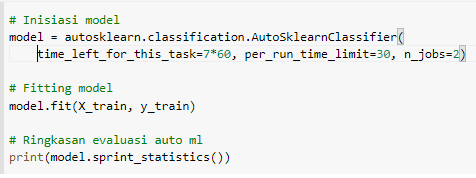 # Inisiasi model
model = autosklearn.classification.AutoSklearnClassifier(
time_left_for_this_task=7*60, per_run_time_limit=30, n_jobs=2)
# Fitting model
model.fit(X_train, y_train)
# Ringkasan evaluasi auto ml
print(model.sprint_statistics())